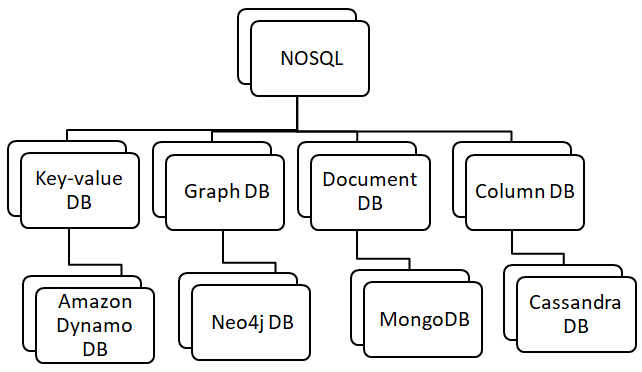 NOSQL
Key-value
DB
Graph DB
Document
DB
Column DB
Amazon
Dynamo
DB
Neo4j DB
MongoDB
Cassandra
DB